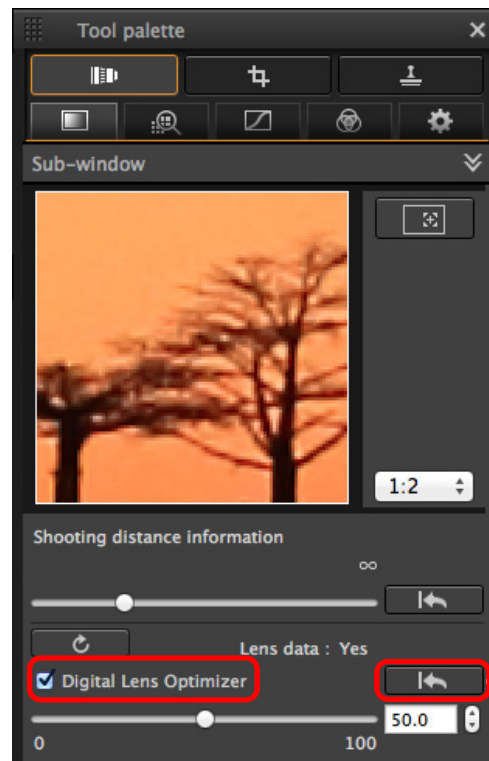 Tool palette
Sub-window
1:2
Shooting distance information
∞
Lens data : Yes
Digital Lens Optimizer
50.0
0 100